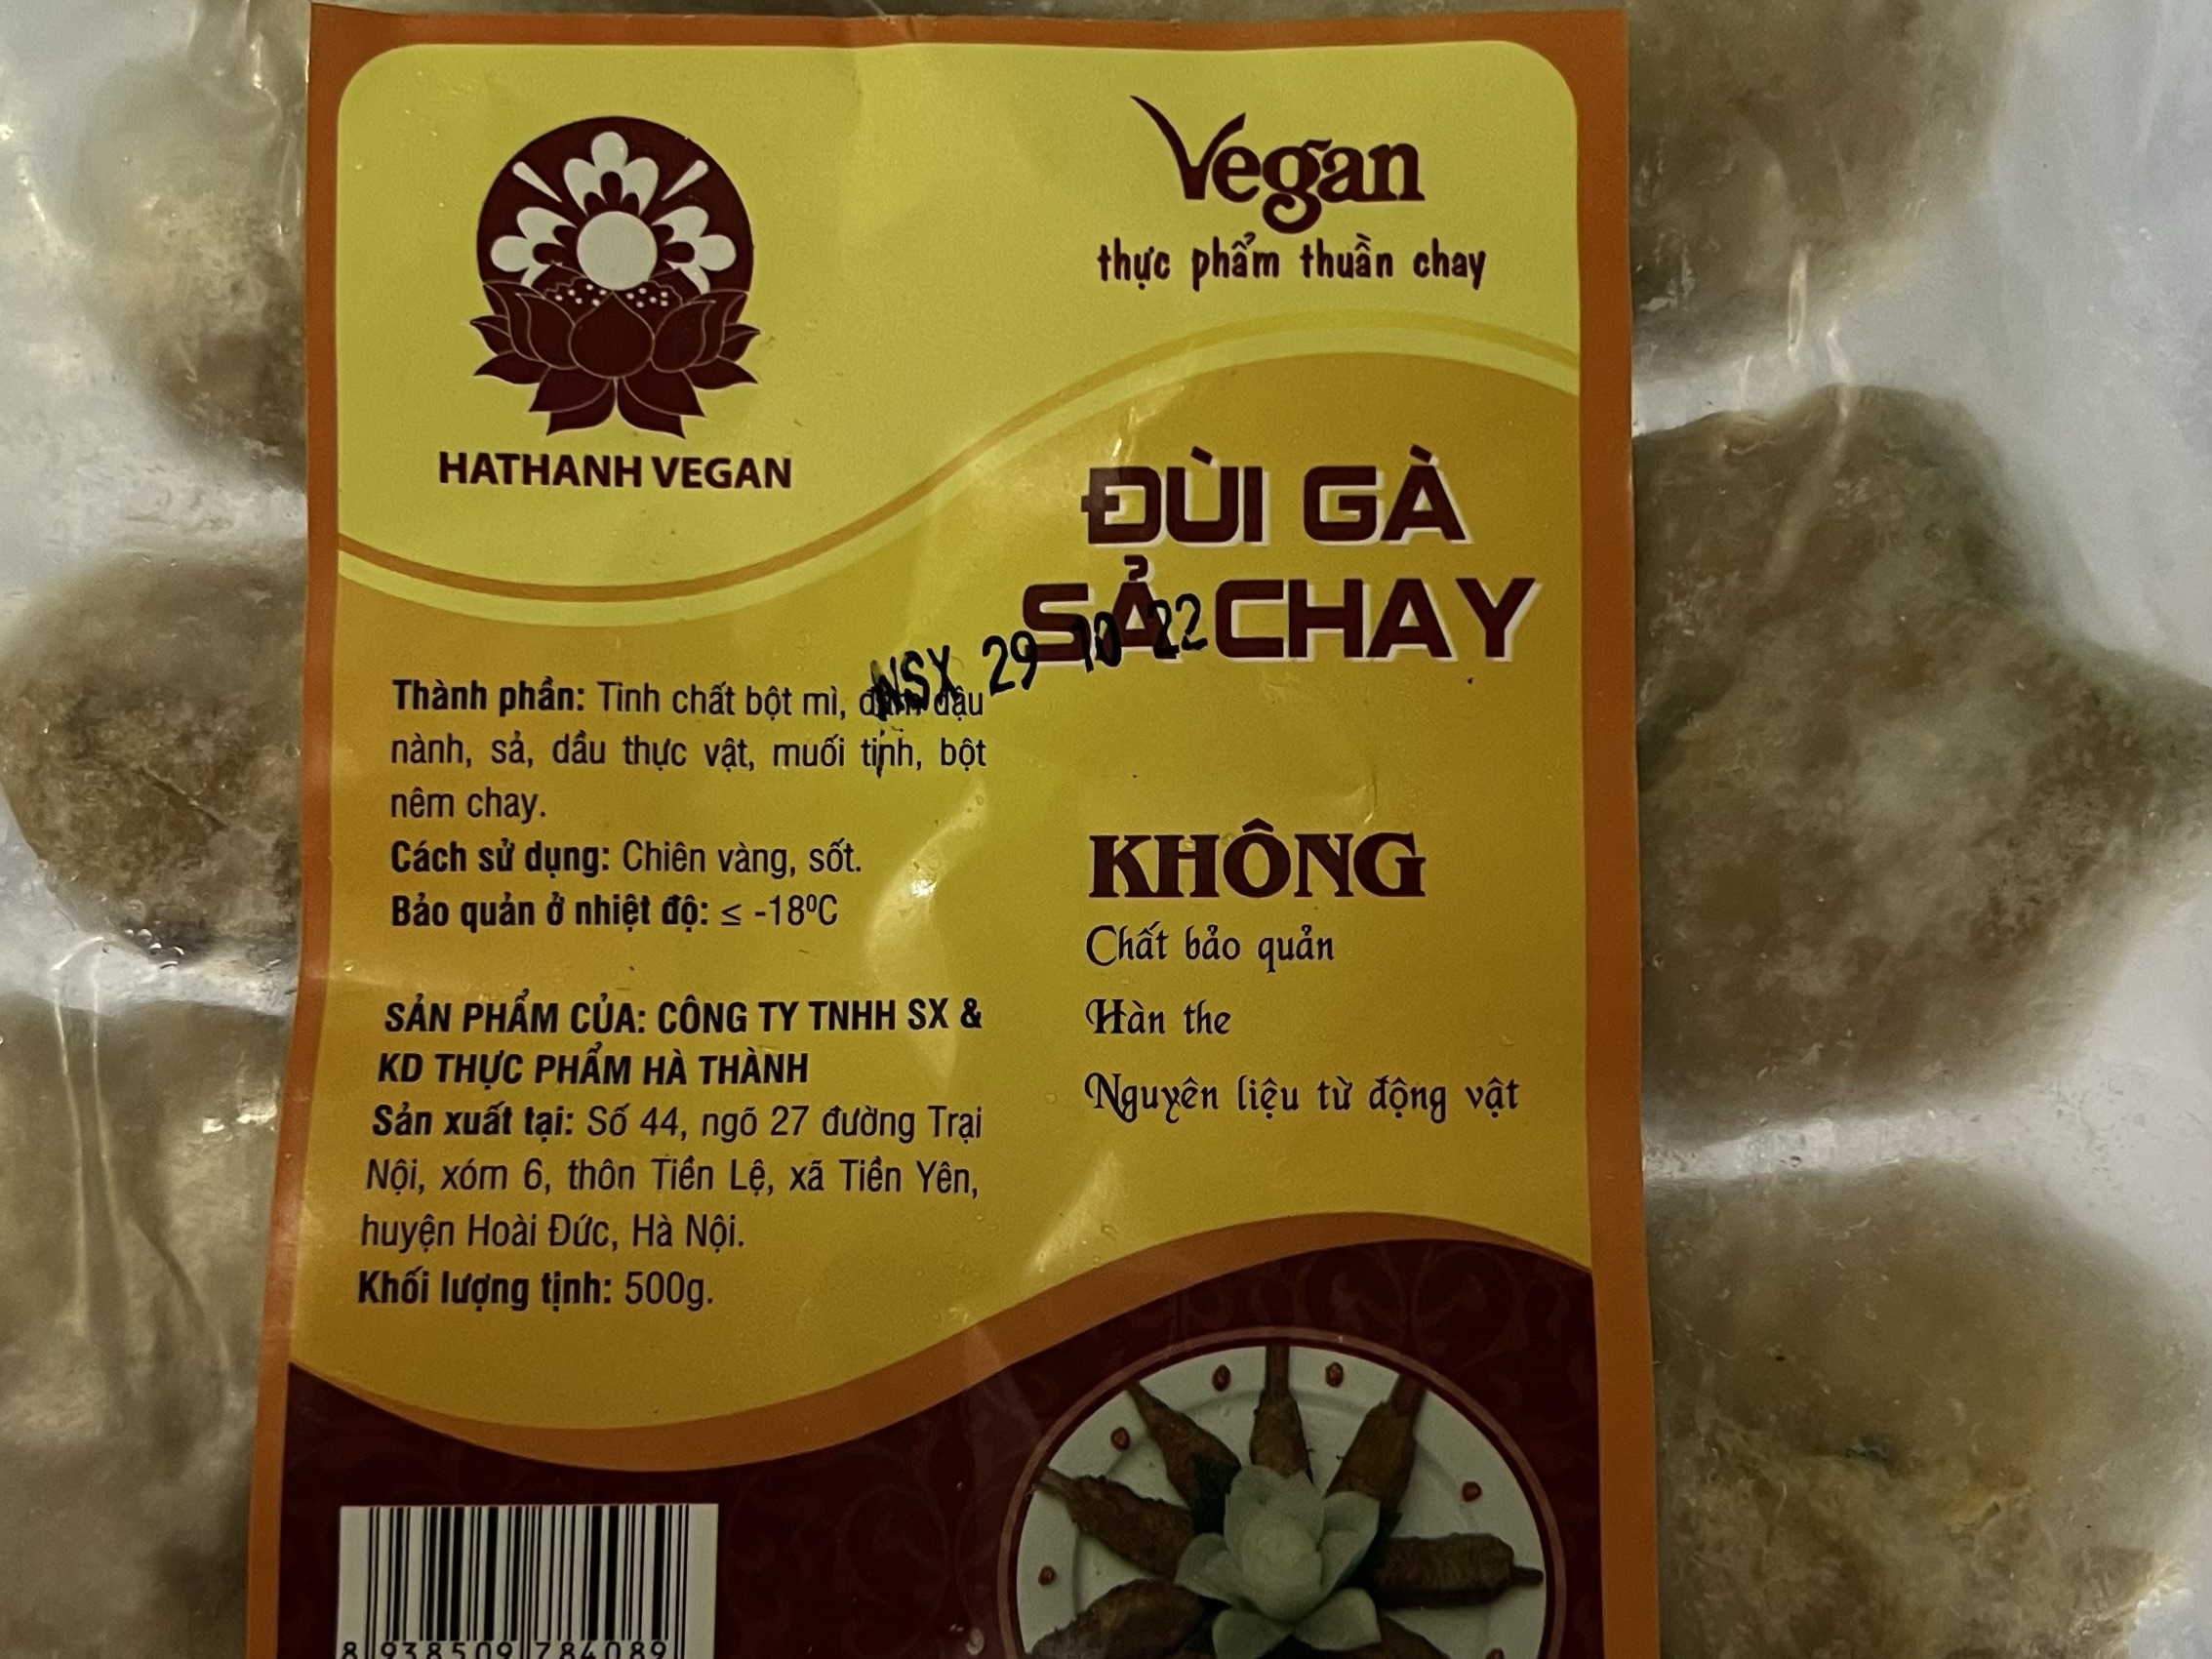 Vegan
thực phẩm thuần chay
HATHANH VEGAN
ĐÙI GÀ
SẢ CHAY
NSX 29 10 22
Thành phần: Tinh chất bột mì, đạm đậu
nành, sả, dầu thực vật, muối tinh, bột
nêm chay.
Cách sử dụng: Chiên vàng, sốt.
Bảo quản ở nhiệt độ: ≤ -18⁰C
SẢN PHẨM CỦA: CÔNG TY TNHH SX &
KD THỰC PHẨM HÀ THÀNH
Sản xuất tại: Số 44, ngõ 27 đường Trại
Nội, xóm 6, thôn Tiền Lệ, xã Tiền Yên,
huyện Hoài Đức, Hà Nội.
Khối lượng tịnh: 500g.
KHÔNG
Chất bảo quản
Hàn the
Nguyên liệu từ động vật
8 938509 784089